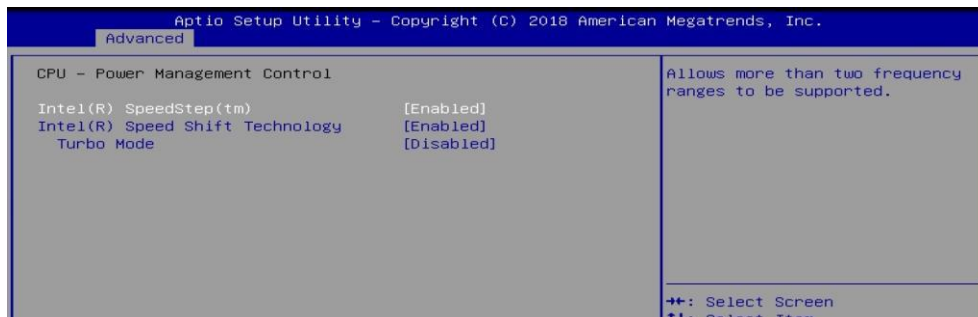 Aptio Setup Utility – Copyright (C) 2018 American Megatrends, Inc.
Advanced
CPU – Power Management Control
Intel(R) SpeedStep(tm) [Enabled]
Intel(R) Speed Shift Technology [Enabled]
Turbo Mode [Disabled]
Allows more than two frequency
ranges to be supported.
→←: Select Screen